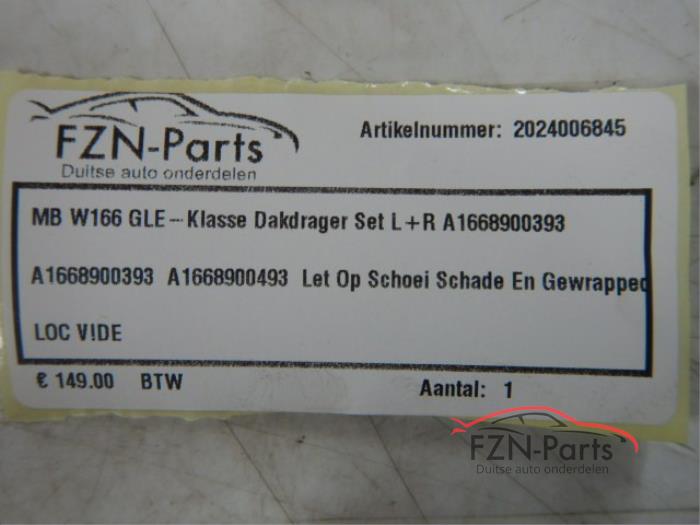 FZN-Parts
Duitse auto onderdelen
Artikelnummer: 2024006845
MB W166 GLE-Klasse Dakdrager Set L+R A1668900393
A1668900393 A1668900493 Let Op Schoei Schade En Gewrapped
LOC V!DE
€ 149.00 BTW
Aantal: 1
FZN-Parts
Duitse auto onderdelen